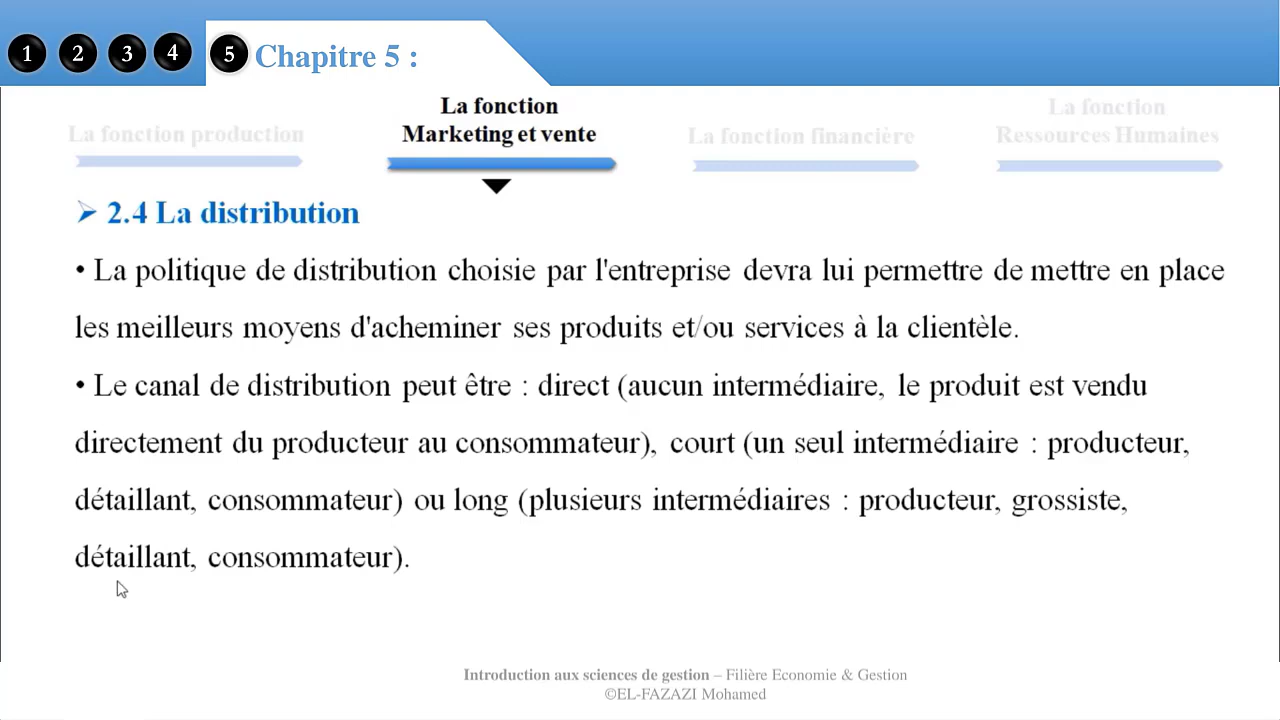 1 2 3 4 5 Chapitre 5 :
La fonction production
La fonction
Marketing et vente
La fonction financière
La fonction
Ressources Humaines
➢ 2.4 La distribution
• La politique de distribution choisie par l'entreprise devra lui permettre de mettre en place
les meilleurs moyens d'acheminer ses produits et/ou services à la clientèle.
• Le canal de distribution peut être : direct (aucun intermédiaire, le produit est vendu
directement du producteur au consommateur), court (un seul intermédiaire : producteur,
détaillant, consommateur) ou long (plusieurs intermédiaires : producteur, grossiste,
détaillant, consommateur).
Introduction aux sciences de gestion – Filière Economie & Gestion
©EL-FAZAZI Mohamed